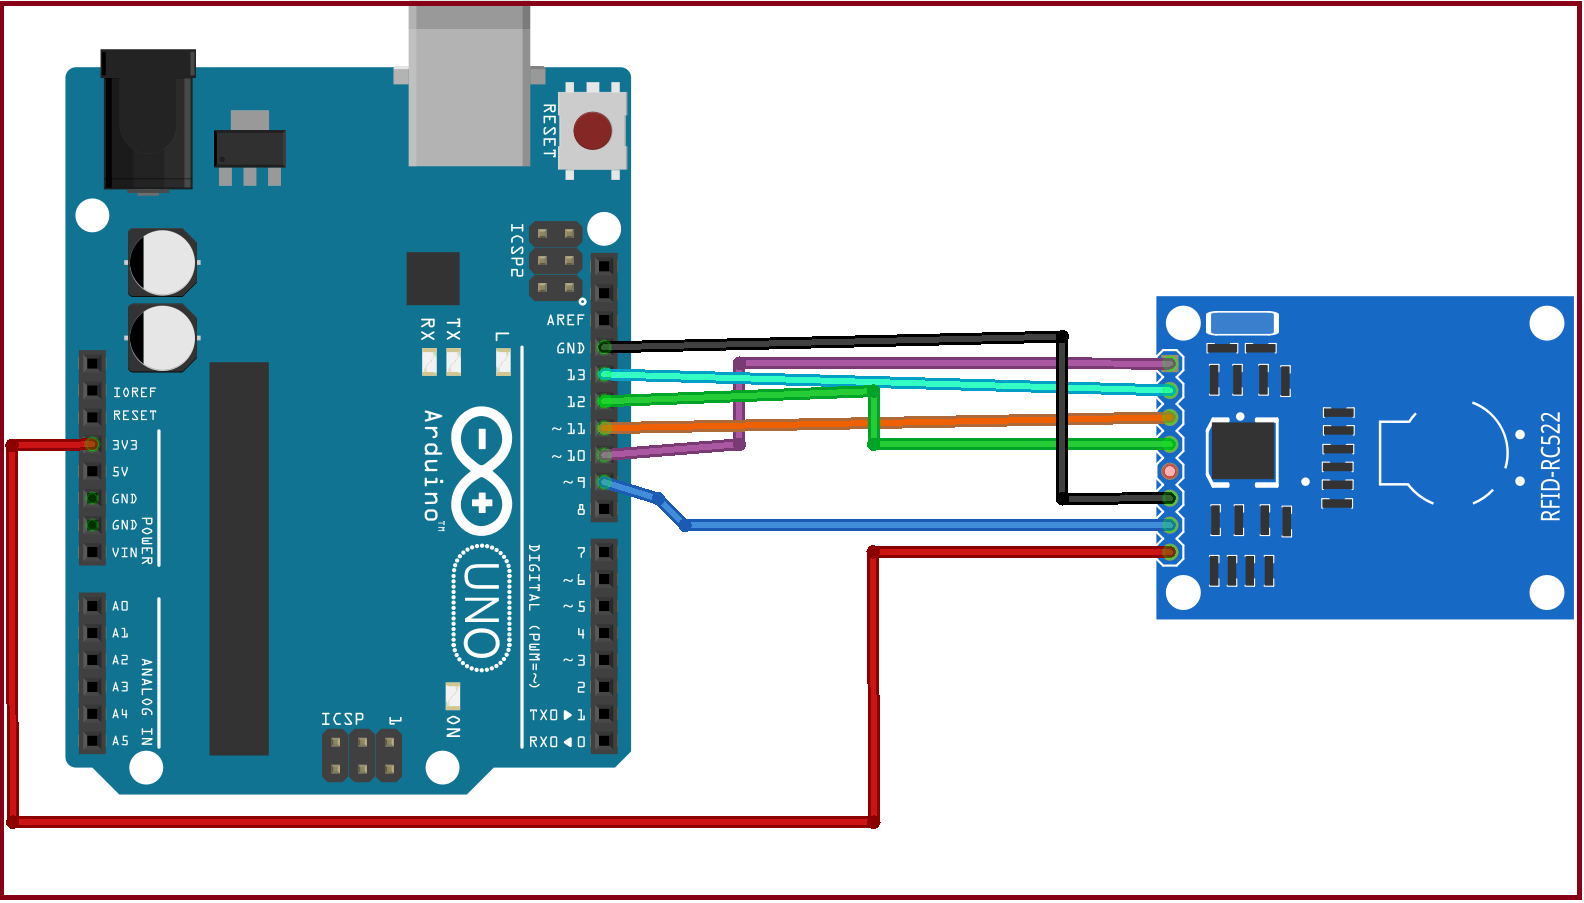 RESET
ICSP2
AREF
GND
13
12
~11
~10
~9
8
RX
TX
L
IOREF
RESET
3V3
5V
GND
GND
VIN
POWER
Arduino™
UNO
7
~6
~5
4
~3
2
TX0▶1
RX0◀0
DIGITAL (PWM=~)
A0
A1
A2
A3
A4
A5
ANALOG IN
ICSP
1
ON
RFID-RC522